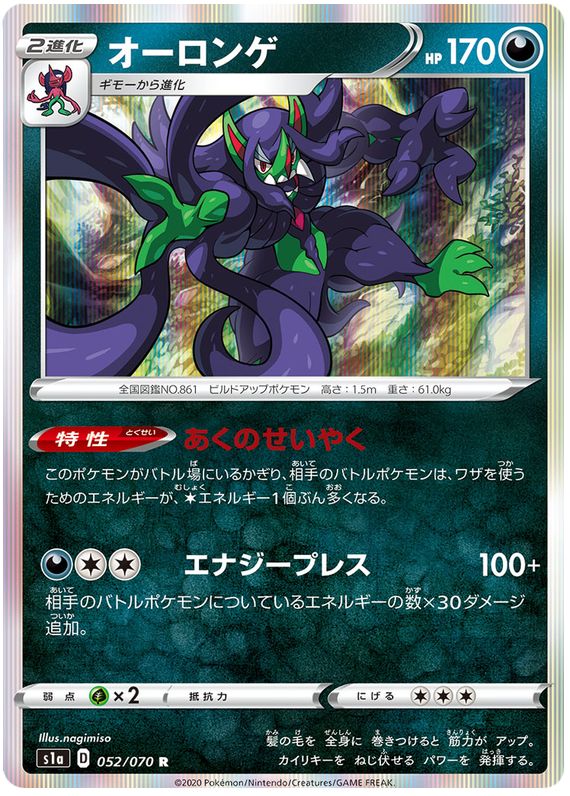 2進化 オーロンゲ HP 170
ギモーから進化
全国図鑑NO.861 ビルドアップポケモン 高さ：1.5m 重さ：61.0kg
特性 とくせい あくのせいやく
このポケモンがバトル場にいるかぎり、相手のバトルポケモンは、ワザを使う
ためのエネルギーが、エネルギー1個ぶん多くなる。
エナジープレス 100+
相手のバトルポケモンについているエネルギーの数×30ダメージ
追加。
弱点 ×2 抵抗力 にげる
Illus.nagimiso
髪の毛を 全身に 巻きつけると 筋力が アップ。
カイリキーを ねじ伏せる パワーを 発揮する。
s1a D 052/070 R
©2020 Pokémon/Nintendo/Creatures/GAME FREAK.